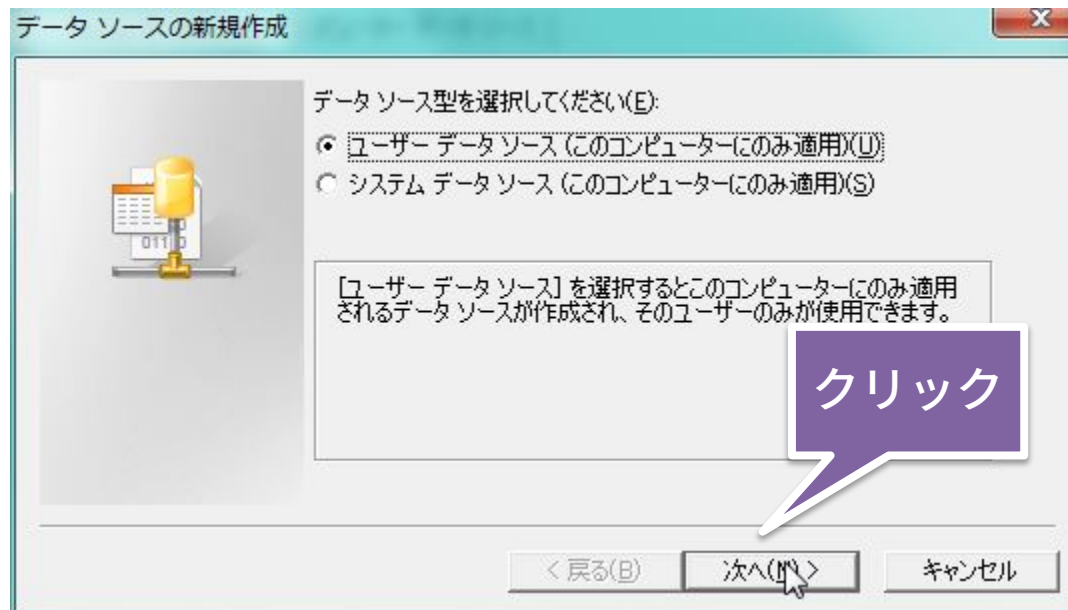 データ ソースの新規作成
データ ソース型を選択してください(E):
ユーザー データ ソース (このコンピューターにのみ適用)(U)
システム データ ソース (このコンピューターにのみ適用)(S)
[ユーザー データ ソース] を選択するとこのコンピューターにのみ適用
されるデータ ソースが作成され、そのユーザーのみが使用できます。
クリック
< 戻る(B)
次へ(N) >
キャンセル